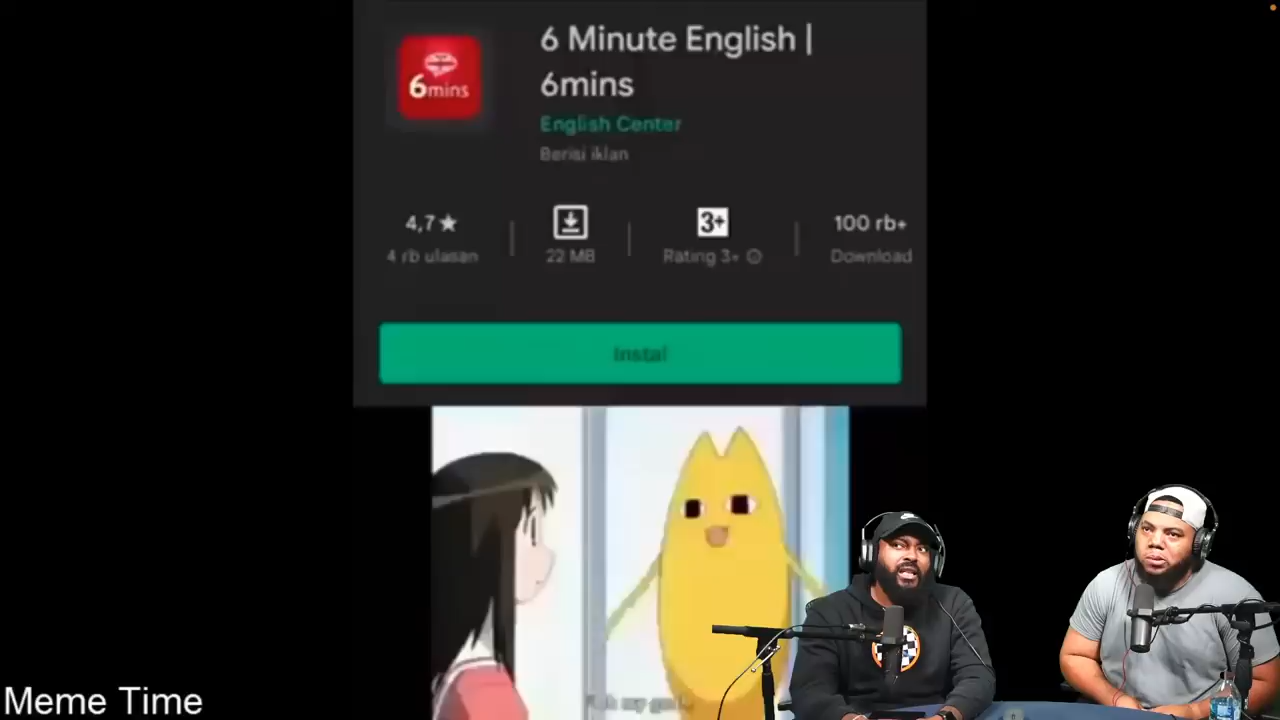 6 Minute English |
6mins
6mins
English Center
Berisi iklan
4,7★
3+
100 rb+
4 rb ulasan
22 MB
Rating 3+
Download
Instal
my
Meme Time